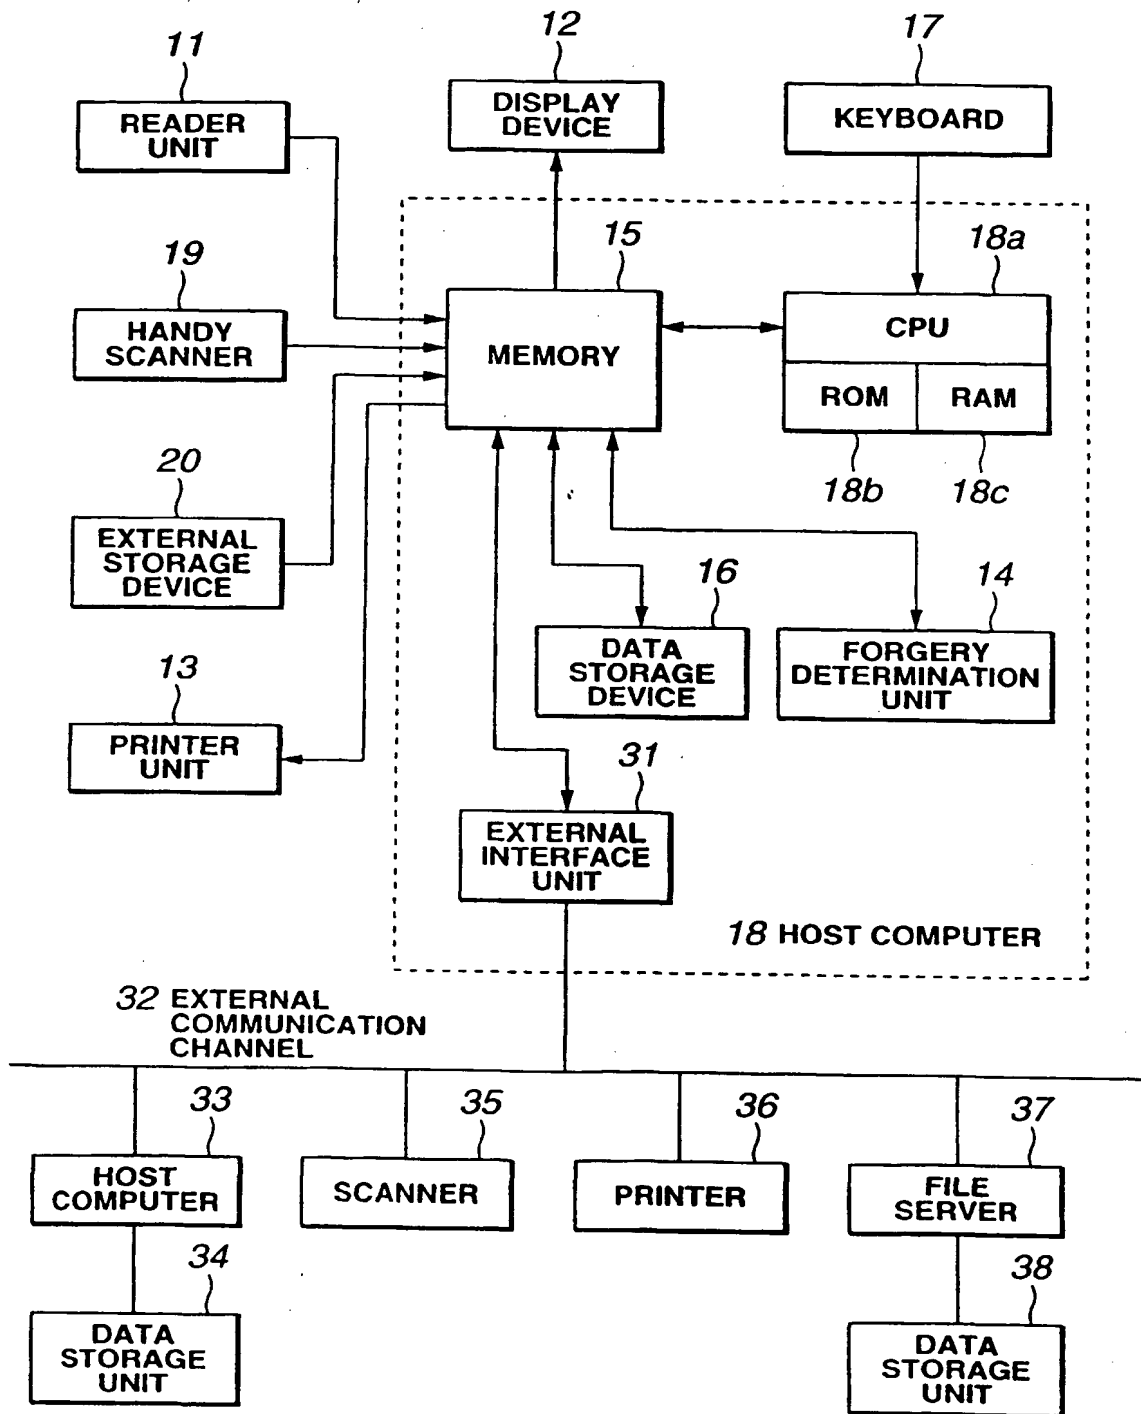 11
READER
UNIT
12
DISPLAY
DEVICE
17
KEYBOARD
19
HANDY
SCANNER
15
MEMORY
18a
CPU
ROM
RAM
18b
18c
20
EXTERNAL
STORAGE
DEVICE
16
DATA
STORAGE
DEVICE
14
FORGERY
DETERMINATION
UNIT
13
PRINTER
UNIT
31
EXTERNAL
INTERFACE
UNIT
18 HOST COMPUTER
32 EXTERNAL
COMMUNICATION
CHANNEL
33
HOST
COMPUTER
35
SCANNER
36
PRINTER
37
FILE
SERVER
34
DATA
STORAGE
UNIT
38
DATA
STORAGE
UNIT